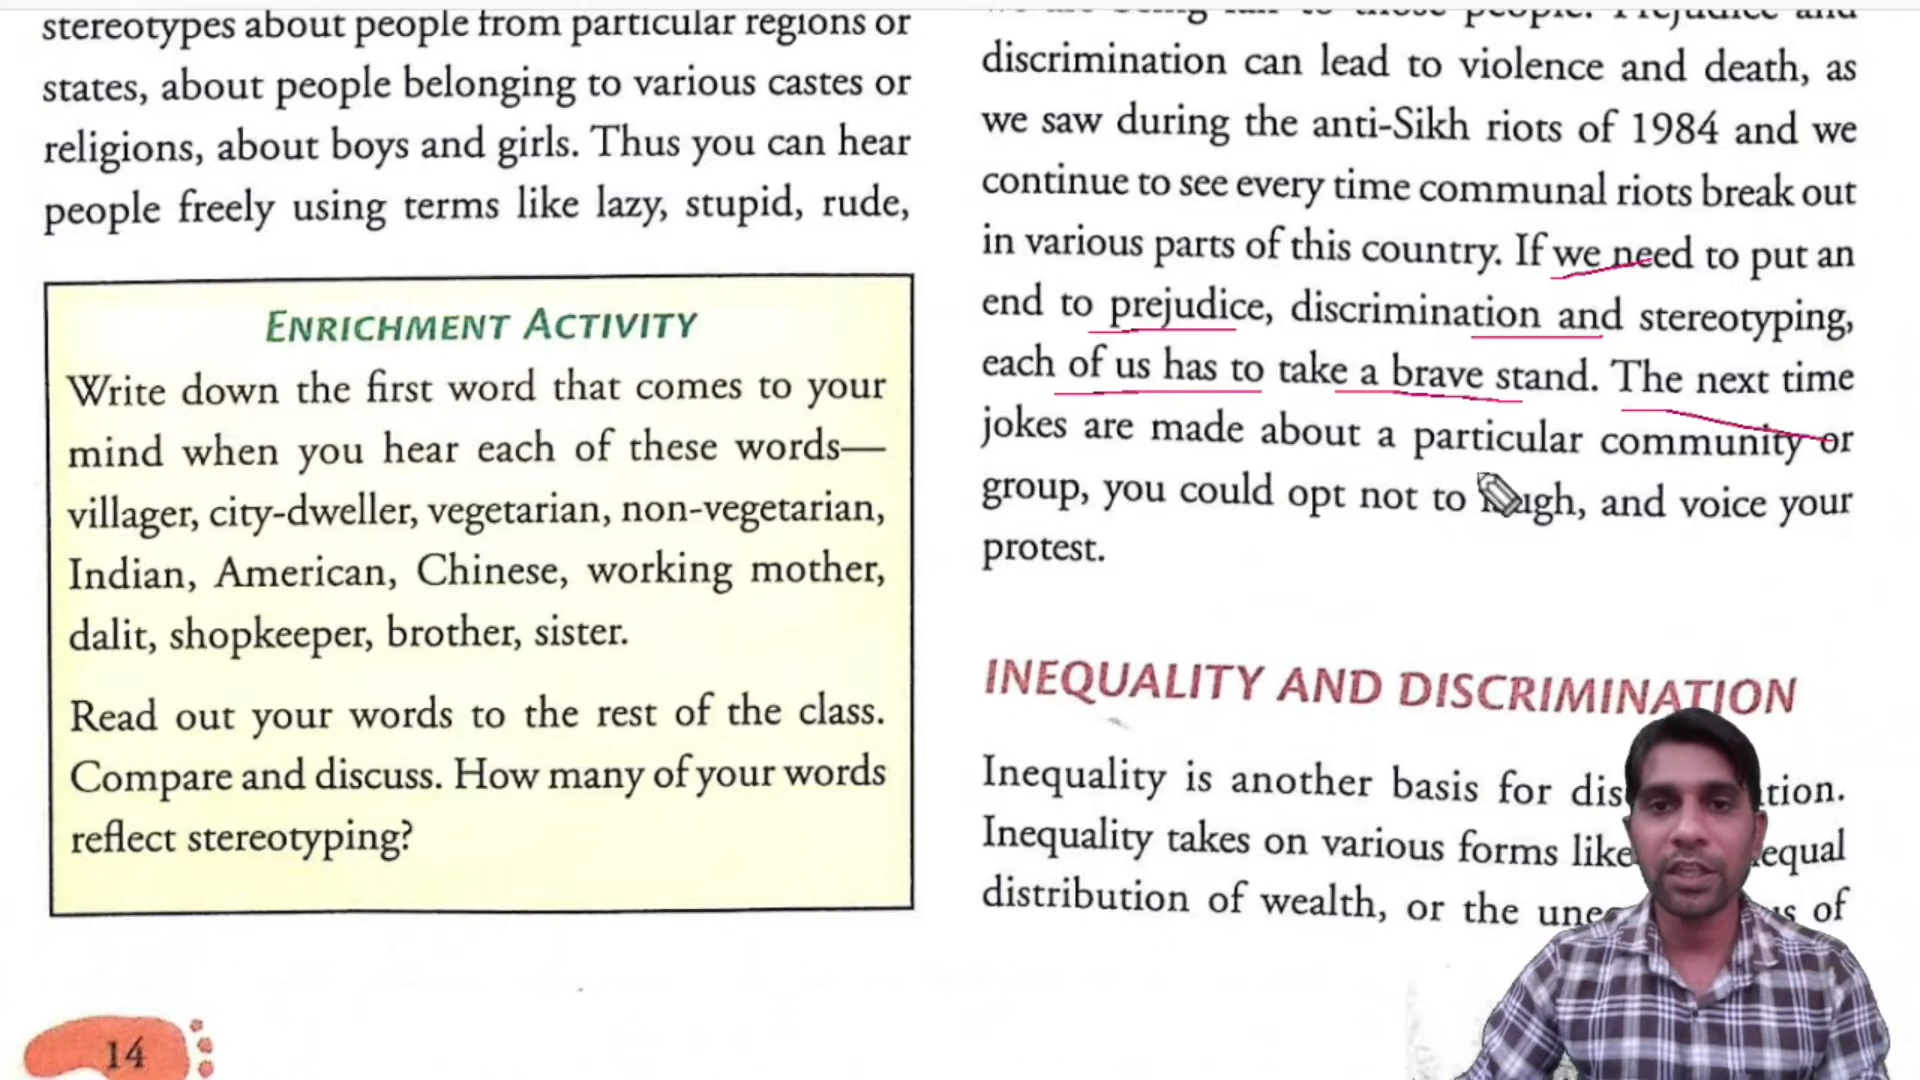 stereotypes about people from particular regions or
states, about people belonging to various castes or
religions, about boys and girls. Thus you can hear
people freely using terms like lazy, stupid, rude,
ENRICHMENT ACTIVITY
Write down the first word that comes to your
mind when you hear each of these words—
villager, city-dweller, vegetarian, non-vegetarian,
Indian, American, Chinese, working mother,
dalit, shopkeeper, brother, sister.
Read out your words to the rest of the class.
Compare and discuss. How many of your words
reflect stereotyping?
14
people. Prejudice and
discrimination can lead to violence and death, as
we saw during the anti-Sikh riots of 1984 and we
continue to see every time communal riots break out
in various parts of this country. If we need to put an
end to prejudice, discrimination and stereotyping,
each of us has to take a brave stand. The next time
jokes are made about a particular community or
group, you could opt not to laugh, and voice your
protest.
INEQUALITY AND DISCRIMINATION
Inequality is another basis for
Inequality takes on various forms like
distribution of wealth, or the of